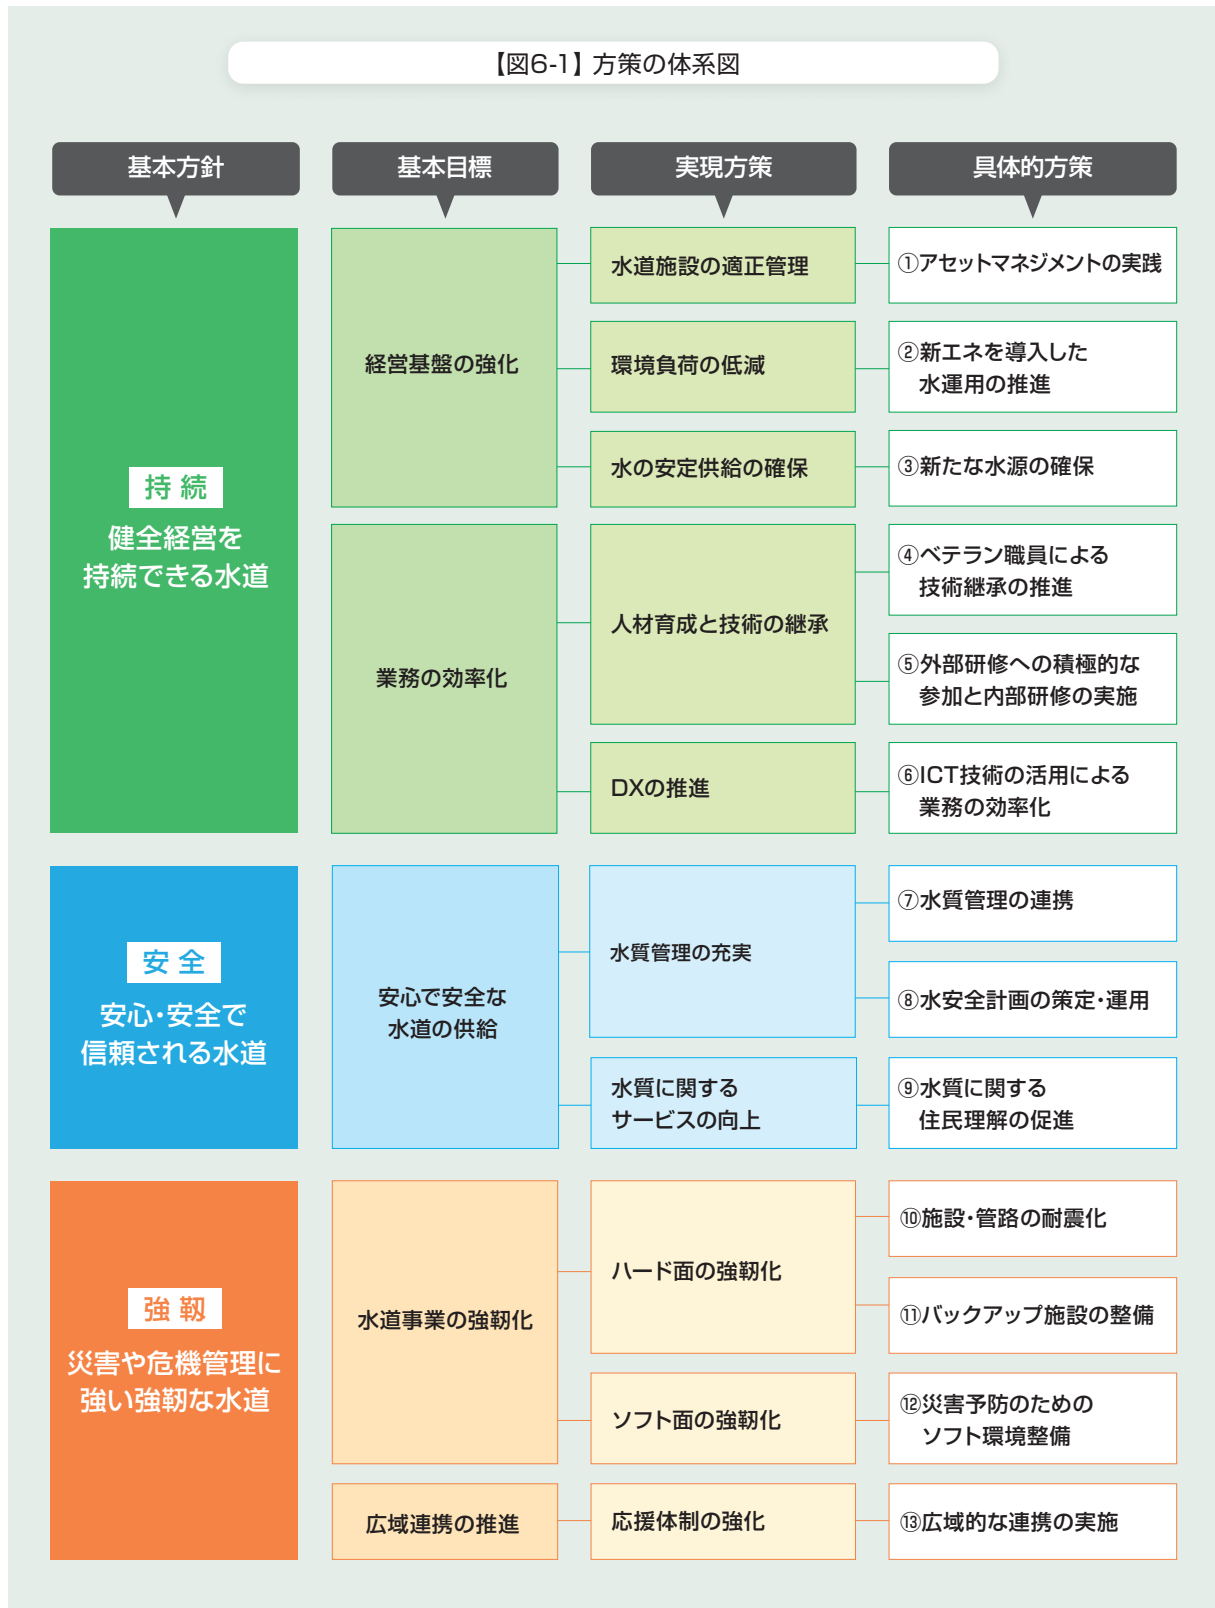 【図6-1】方策の体系図
基本方針
基本目標
実現方策
具体的方策
持続
健全経営を
持続できる水道
経営基盤の強化
水道施設の適正管理
①アセットマネジメントの実践
環境負荷の低減
②新エネを導入した
水運用の推進
水の安定供給の確保
③新たな水源の確保
業務の効率化
人材育成と技術の継承
④ベテラン職員による
技術継承の推進
⑤外部研修への積極的な
参加と内部研修の実施
DXの推進
⑥ICT技術の活用による
業務の効率化
安全
安心・安全で
信頼される水道
安心で安全な
水道の供給
水質管理の充実
⑦水質管理の連携
⑧水安全計画の策定・運用
水質に関する
サービスの向上
⑨水質に関する
住民理解の促進
強靱
災害や危機管理に
強い強靭な水道
水道事業の強靭化
ハード面の強靭化
⑩施設・管路の耐震化
⑪バックアップ施設の整備
ソフト面の強靭化
⑫災害予防のための
ソフト環境整備
広域連携の推進
応援体制の強化
⑬広域的な連携の実施